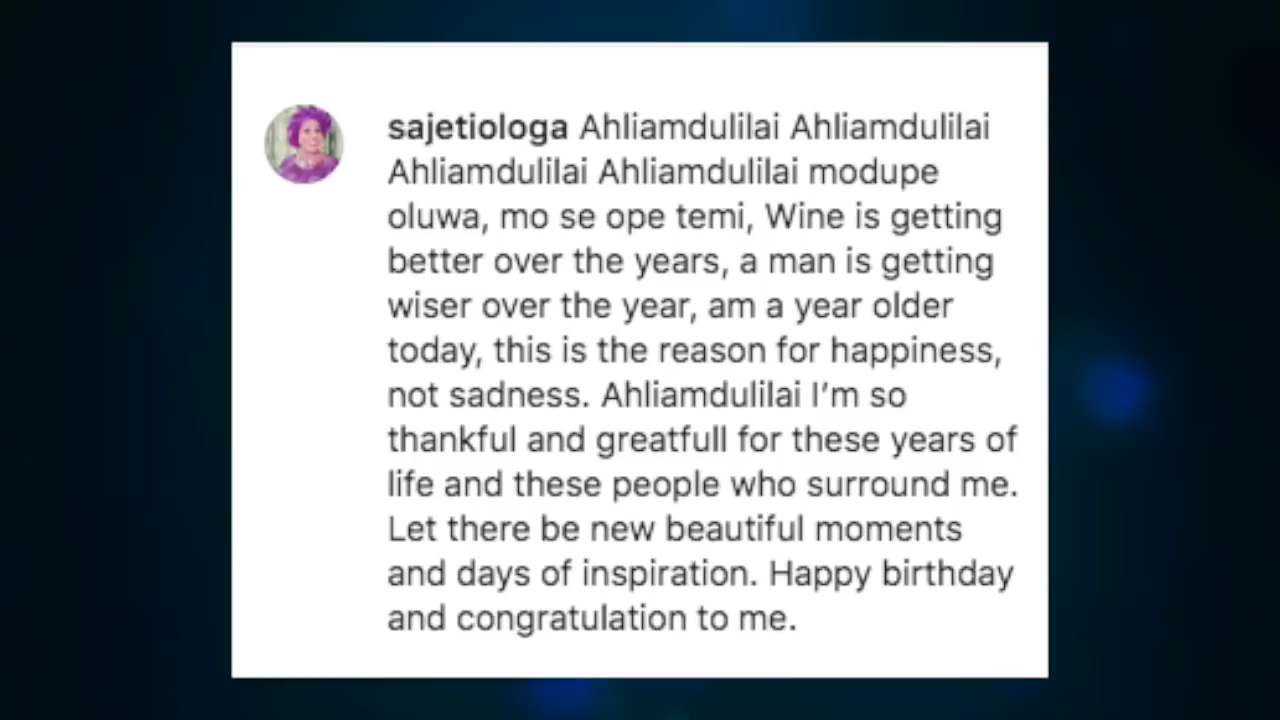 sajetiologa Ahliamdulilai Ahliamdulilai
Ahliamdulilai Ahliamdulilai modupe
oluwa, mo se ope temi, Wine is getting
better over the years, a man is getting
wiser over the year, am a year older
today, this is the reason for happiness,
not sadness. Ahliamdulilai I’m so
thankful and greatfull for these years of
life and these people who surround me.
Let there be new beautiful moments
and days of inspiration. Happy birthday
and congratulation to me.